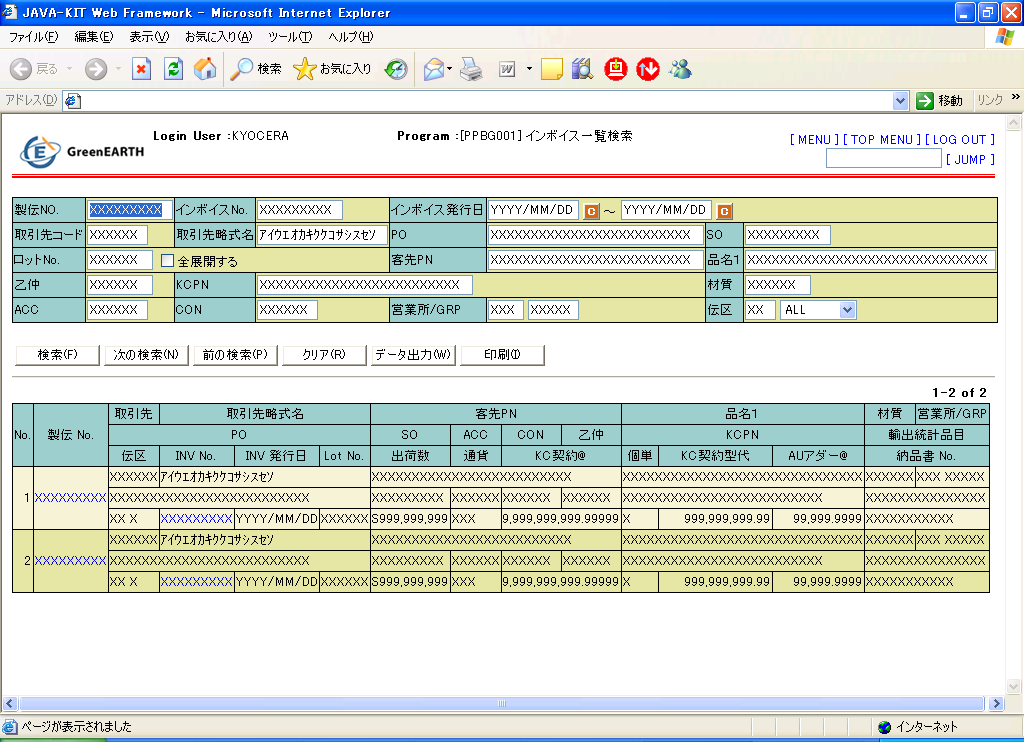 JAVA-KIT Web Framework - Microsoft Internet Explorer
ファイル(F) 編集(E) 表示(V) お気に入り(A) ツール(T) ヘルプ(H)
戻る 検索 お気に入り
アドレス(D) 移動 リンク »
Login User :KYOCERA Program :[PPBG001] インボイス一覧検索
[ MENU ] [ TOP MENU ] [ LOG OUT ]
GreenEARTH
[ JUMP ]
製伝NO. XXXXXXXXX インボイスNo. XXXXXXXXX インボイス発行日 YYYY/MM/DD C ～ YYYY/MM/DD C
取引先コード XXXXXX 取引先略式名 アイウエオカキクケコサシスセソ PO XXXXXXXXXXXXXXXXXXXXXXXXX SO XXXXXXXXX
ロットNo. XXXXXX 全展開する 客先PN XXXXXXXXXXXXXXXXXXXXXXXXX 品名1 XXXXXXXXXXXXXXXXXXXXXXXXXXXXXX
乙仲 XXXXXX KCPN XXXXXXXXXXXXXXXXXXXXXXXXX 材質 XXXXXX
ACC XXXXXX CON XXXXXX 営業所/GRP XXX XXXXX 伝区 XX ALL
検索(F) 次の検索(N) 前の検索(P) クリア(R) データ出力(W) 印刷(I)
1-2 of 2
No. 製伝 No. 取引先 取引先略式名 客先PN 品名1 材質 営業所/GRP
PO SO ACC CON 乙仲 KCPN 輸出統計品目
伝区 INV No. INV 発行日 Lot No. 出荷数 通貨 KC契約@ 個単 KC契約型代 AUアダー@ 納品書 No.
1 XXXXXXXXX XXXXXX アイウエオカキクケコサシスセソ XXXXXXXXXXXXXXXXXXXXXXXXX XXXXXXXXXXXXXXXXXXXXXXXXXXXXXX XXXXXX XXX XXXXX
XXXXXXXXXXXXXXXXXXXXXXXXX XXXXXXXXX XXXXXX XXXXXX XXXXXX XXXXXXXXXXXXXXXXXXXXXXXXX XXXXXXXXXXXXXXX
XX X XXXXXXXXX YYYY/MM/DD XXXXXX S999,999,999 XXX 9,999,999,999.99999 X 999,999,999.99 99,999.9999 XXXXXXXXXXX
2 XXXXXXXXX XXXXXX アイウエオカキクケコサシスセソ XXXXXXXXXXXXXXXXXXXXXXXXX XXXXXXXXXXXXXXXXXXXXXXXXXXXXXX XXXXXX XXX XXXXX
XXXXXXXXXXXXXXXXXXXXXXXXX XXXXXXXXX XXXXXX XXXXXX XXXXXX XXXXXXXXXXXXXXXXXXXXXXXXX XXXXXXXXXXXXXXX
XX X XXXXXXXXX YYYY/MM/DD XXXXXX S999,999,999 XXX 9,999,999,999.99999 X 999,999,999.99 99,999.9999 XXXXXXXXXXX
ページが表示されました インターネット